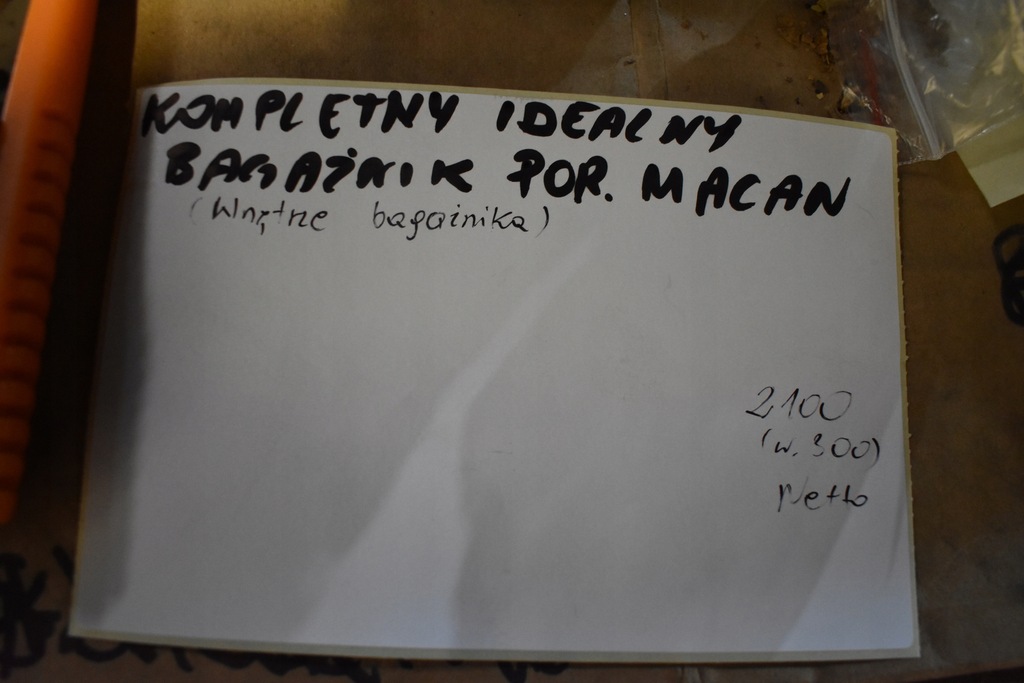 KOMPLETNY IDEALNY
BAGAŻNIK POR. MACAN
(Wnętrze bagażnika)
2100
(w. 300)
Netto